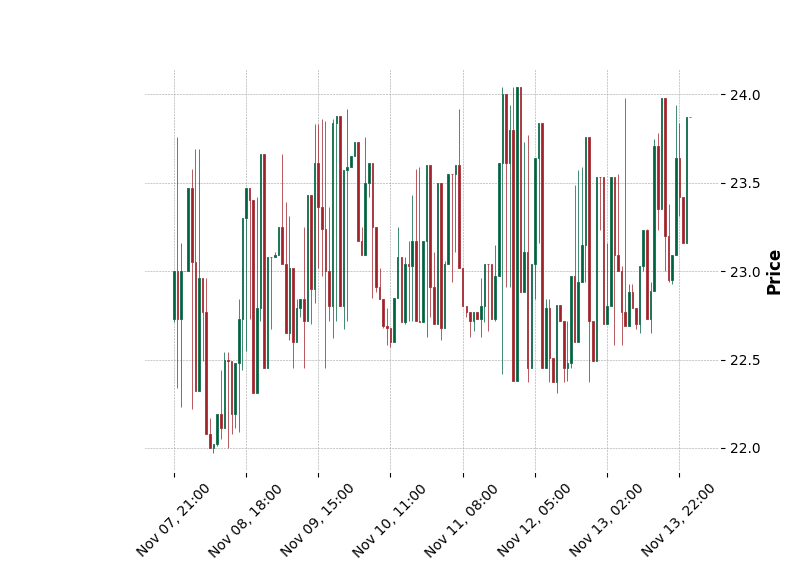 24.0
23.5
23.0
22.5
22.0
Price
Nov 07, 21:00
Nov 08, 18:00
Nov 09, 15:00
Nov 10, 11:00
Nov 11, 08:00
Nov 12, 05:00
Nov 13, 02:00
Nov 13, 22:00